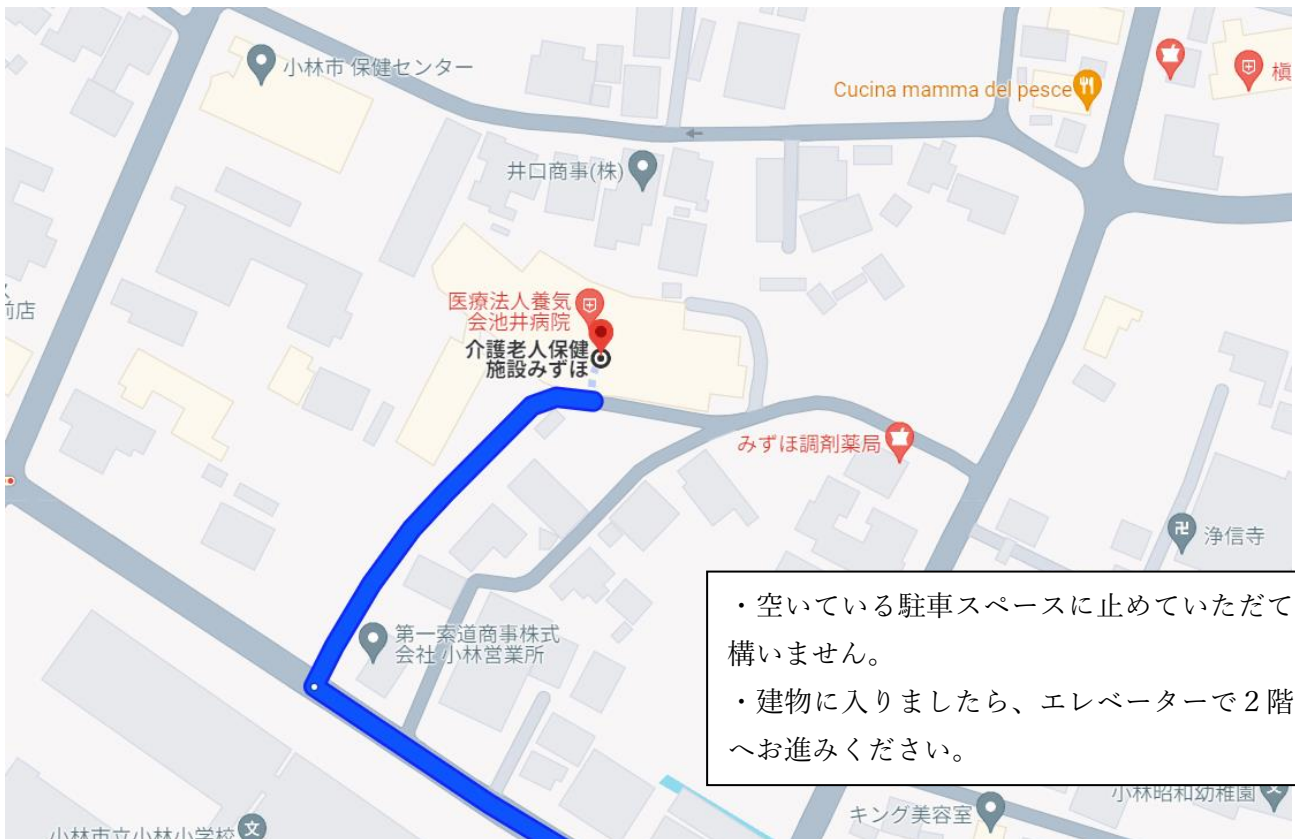 小林市 保健センター
Cucina mamma del pesce
槇
井口商事(株)
医療法人養気
会池井病院
介護老人保健
施設みずほ
前店
みずほ調剤薬局
浄信寺
・空いている駐車スペースに止めていただて
構いません。
・建物に入りましたら、エレベーターで２階
へお進みください。
第一索道商事株式
会社 小林営業所
小林昭和幼稚園
キング美容室
小林市立小林小学校